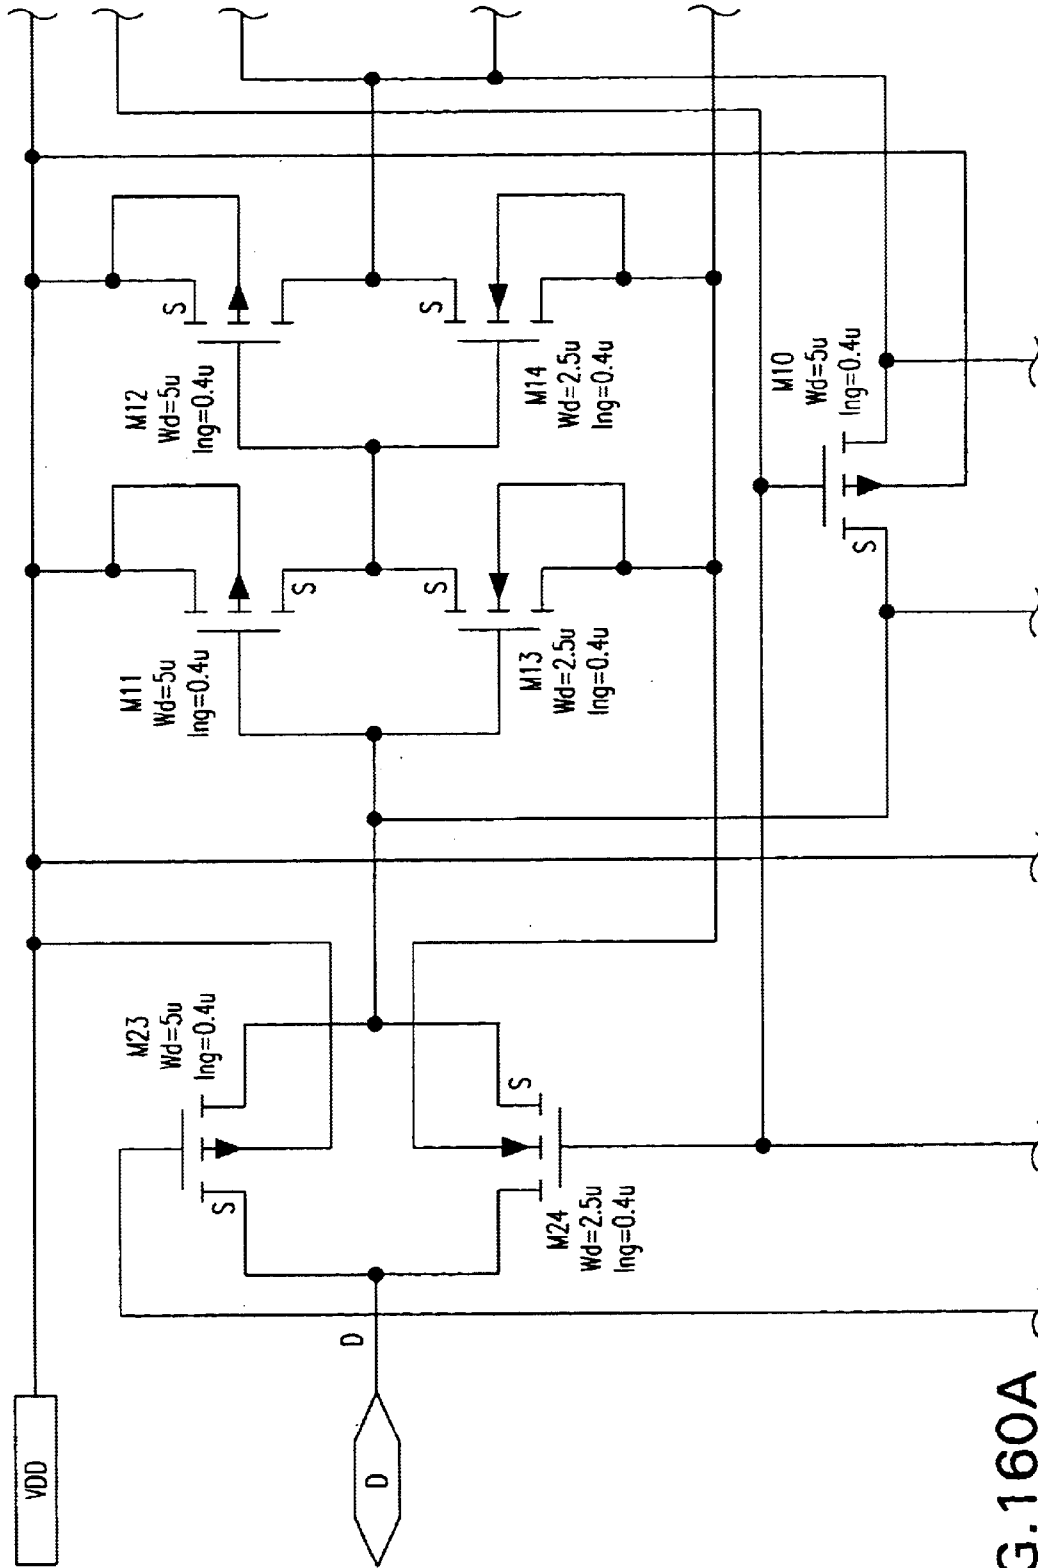 VDD
D
D
M23
Wd=5u
lng=0.4u
S
M24
Wd=2.5u
lng=0.4u
S
M11
Wd=5u
lng=0.4u
S
M13
Wd=2.5u
lng=0.4u
S
M12
Wd=5u
lng=0.4u
S
M14
Wd=2.5u
lng=0.4u
S
M10
Wd=5u
lng=0.4u
S
G.160A